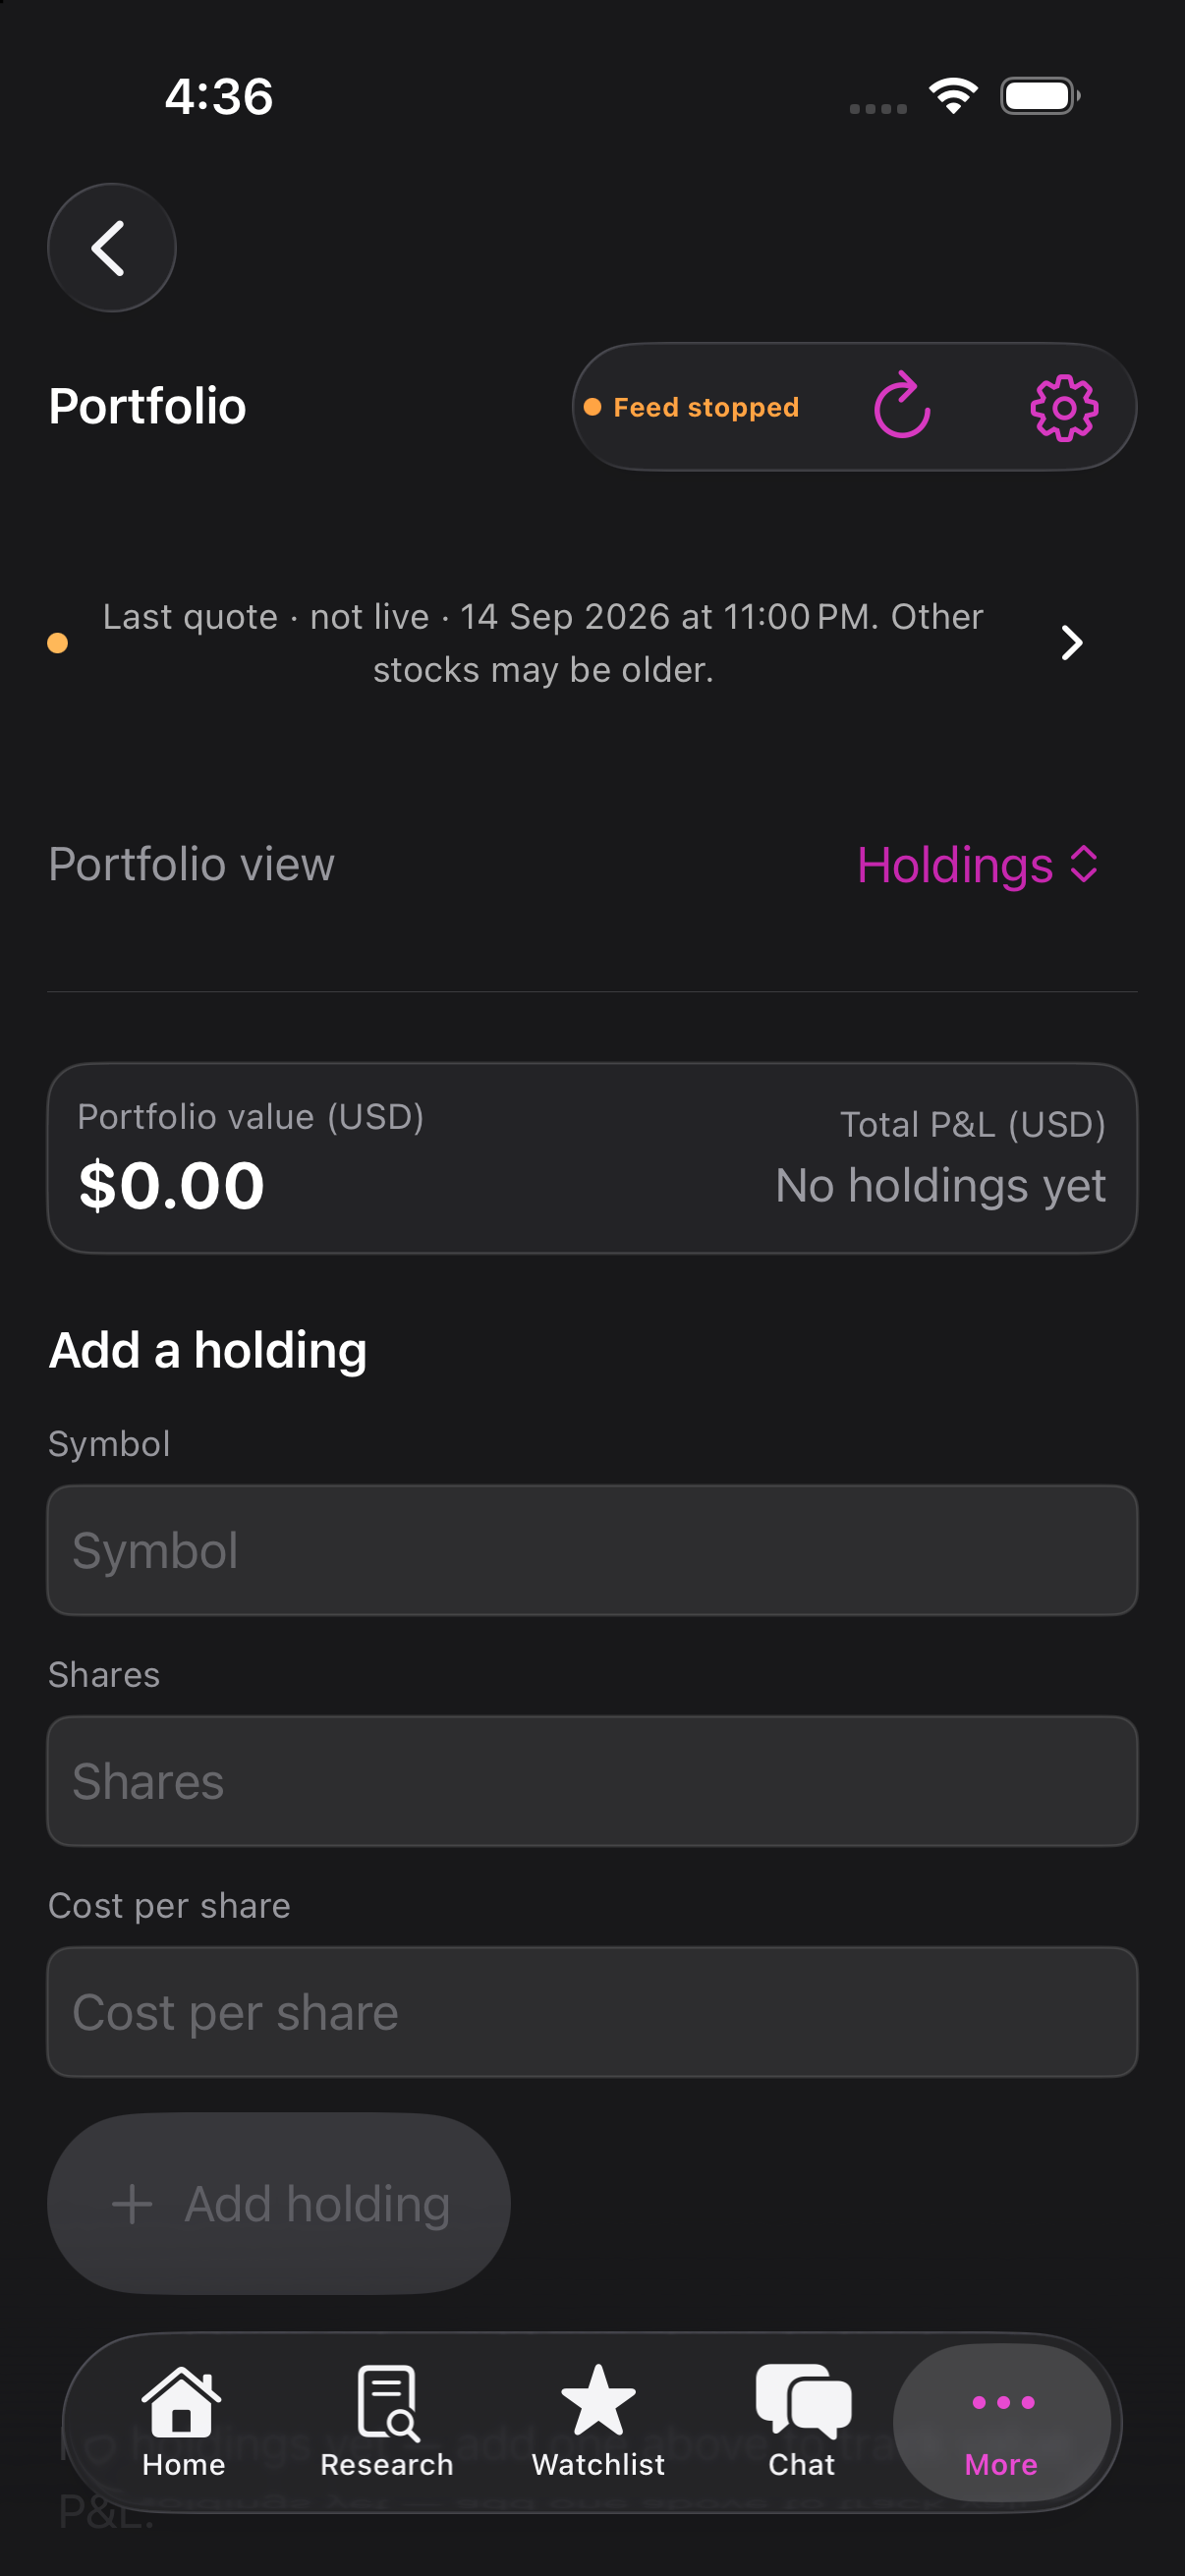 4:36
Portfolio
Feed stopped
Last quote · not live · 14 Sep 2026 at 11:00 PM. Other
stocks may be older.
Portfolio view
Holdings
Portfolio value (USD)
$0.00
Total P&L (USD)
No holdings yet
Add a holding
Symbol
Symbol
Shares
Shares
Cost per share
Cost per share
+ Add holding
Home
Research
Watchlist
Chat
More
P&L.